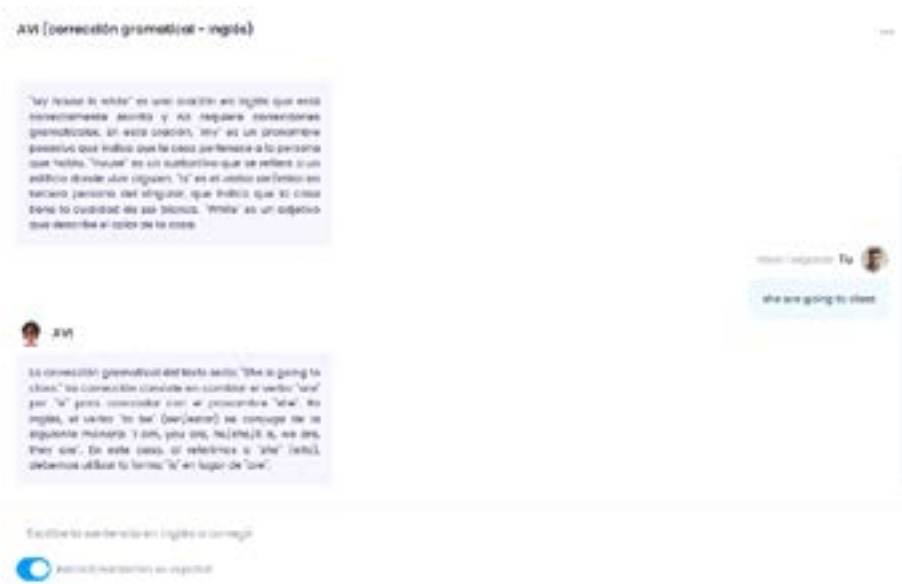 AVI (corrección gramatical - inglés)
"My house is white" es una oración en inglés que está
correctamente escrita y no requiere correcciones
gramaticales. En esta oración, "my" es un pronombre
posesivo que indica que la casa pertenece a la persona
que habla. "House" es un sustantivo que se refiere a un
edificio donde vive alguien. "Is" es el verbo en
tercera persona del singular, que indica que la casa
tiene la cualidad de ser blanca. "White" es un adjetivo
que describe el color de la casa.
Tu
she are going to class
AVI
La corrección gramatical del texto sería: "She is going to
class." La corrección consiste en cambiar el verbo "are"
por "is" para concordar con el pronombre "she". En
inglés, el verbo "to be" (ser/estar) se conjuga de la
siguiente manera: "I am, you are, he/she/it is, we are,
they are". En este caso, al referirnos a "she" (ella),
debemos utilizar la forma "is" en lugar de "are".
Escribe la sentencia en inglés a corregir
en español